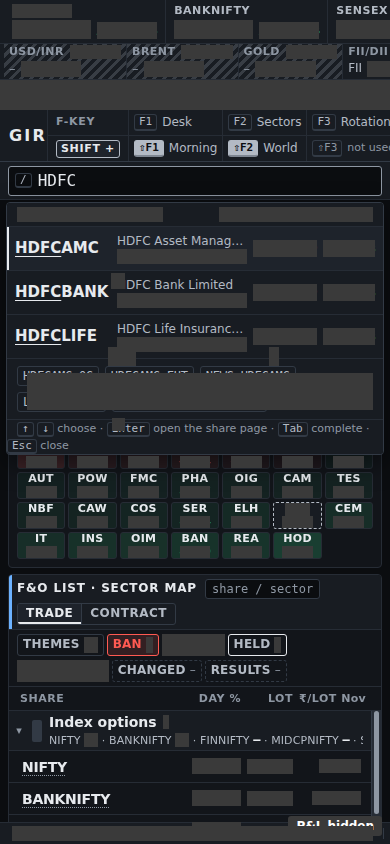 BANKNIFTY
SENSEX
USD/INR
BRENT
GOLD
FII/DII
–
–
–
FII
GIR
F-KEY
F1 Desk
F2 Sectors
F3 Rotation
SHIFT +
⇧F1 Morning
⇧F2 World
⇧F3 not used
/ HDFC
HDFCAMC
HDFC Asset Manag…
HDFCBANK
DFC Bank Limited
HDFCLIFE
HDFC Life Insuranc…
↑ ↓ choose · Enter open the share page · Tab complete ·
Esc close
AUT POW FMC PHA OIG CAM TES
NBF CAW COS SER ELH CEM
IT INS OIM BAN REA HOD
F&O LIST · SECTOR MAP share / sector
TRADE CONTRACT
THEMES BAN HELD
CHANGED – RESULTS –
SHARE DAY % LOT ₹/LOT Nov
▾ Index options
NIFTY · BANKNIFTY · FINNIFTY – · MIDCPNIFTY – ·
NIFTY
BANKNIFTY